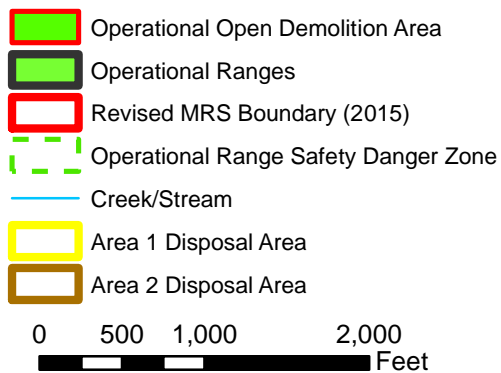 Operational Open Demolition Area
Operational Ranges
Revised MRS Boundary (2015)
Operational Range Safety Danger Zone
Creek/Stream
Area 1 Disposal Area
Area 2 Disposal Area
0 500 1,000 2,000
Feet